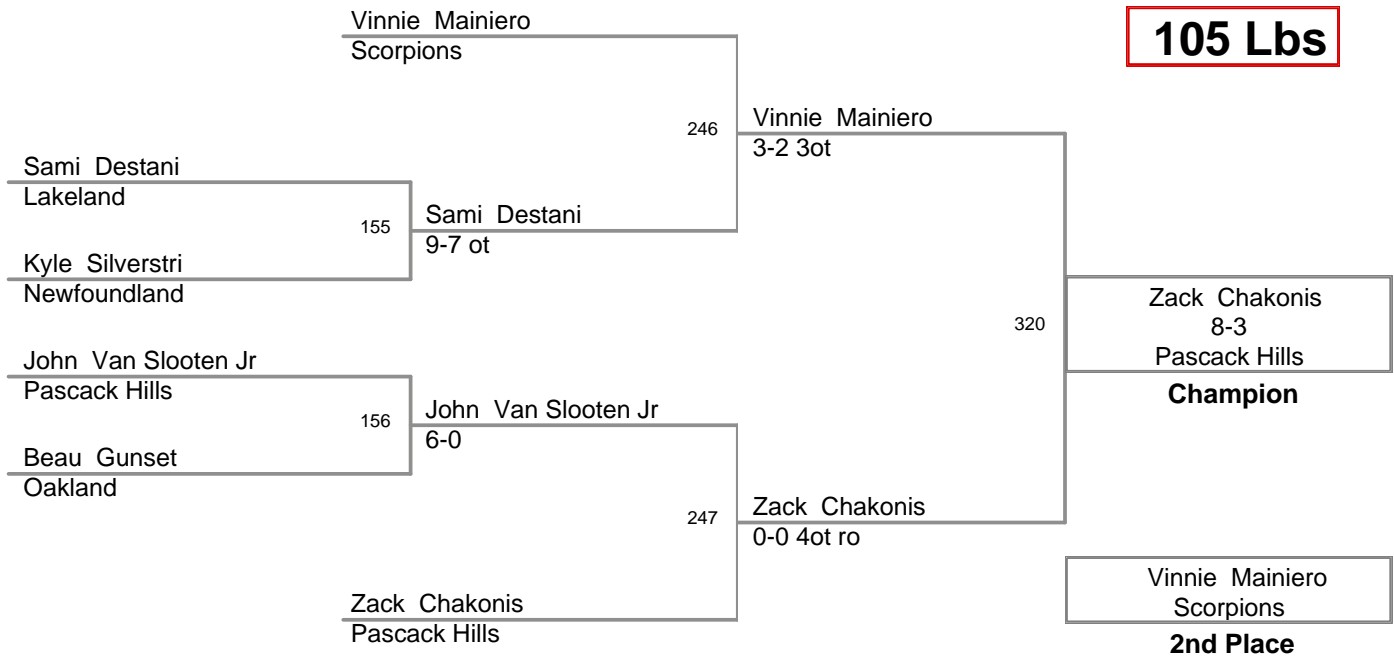 Vinnie Mainiero
Scorpions
105 Lbs
246
Vinnie Mainiero
3-2 3ot
Sami Destani
Lakeland
155
Sami Destani
9-7 ot
Kyle Silverstri
Newfoundland
320
Zack Chakonis
8-3
Pascack Hills
Champion
John Van Slooten Jr
Pascack Hills
156
John Van Slooten Jr
6-0
Beau Gunset
Oakland
247
Zack Chakonis
0-0 4ot ro
Zack Chakonis
Pascack Hills
Vinnie Mainiero
Scorpions
2nd Place